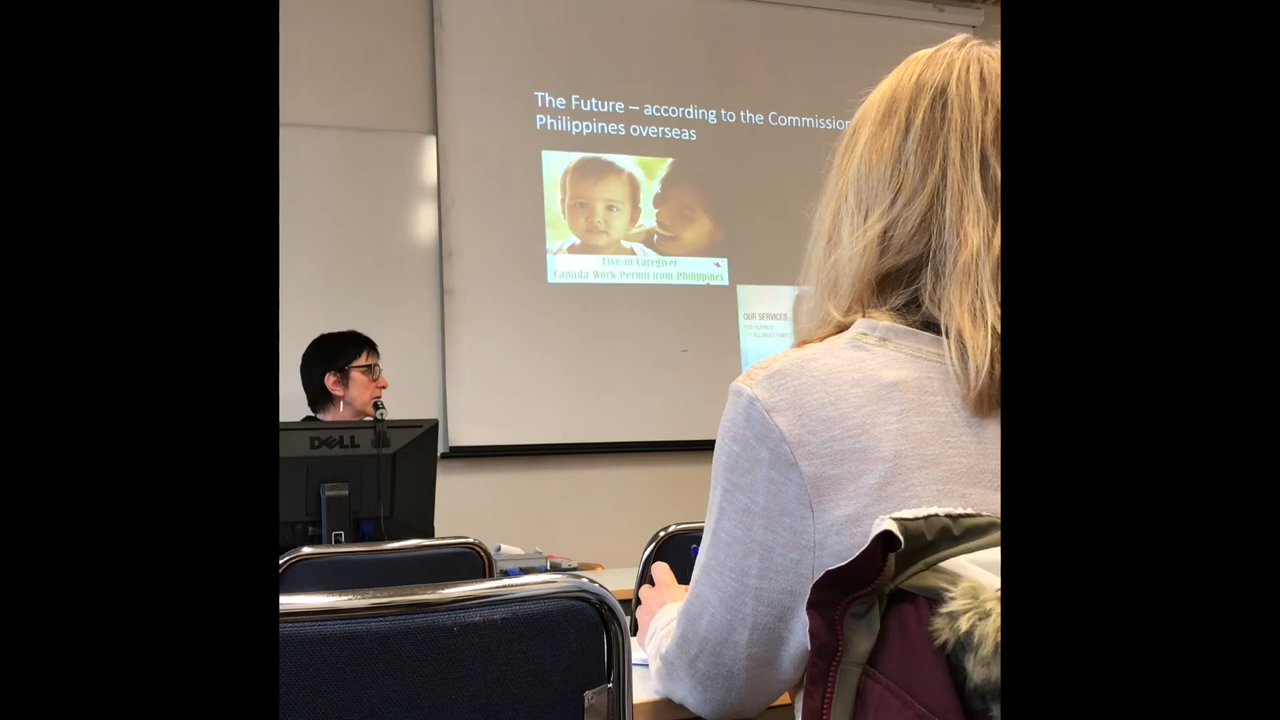 The Future – according to the Commission
Philippines overseas
Live-in Caregiver
Canada Work Permit from Philippines
OUR SERVICES
DELL